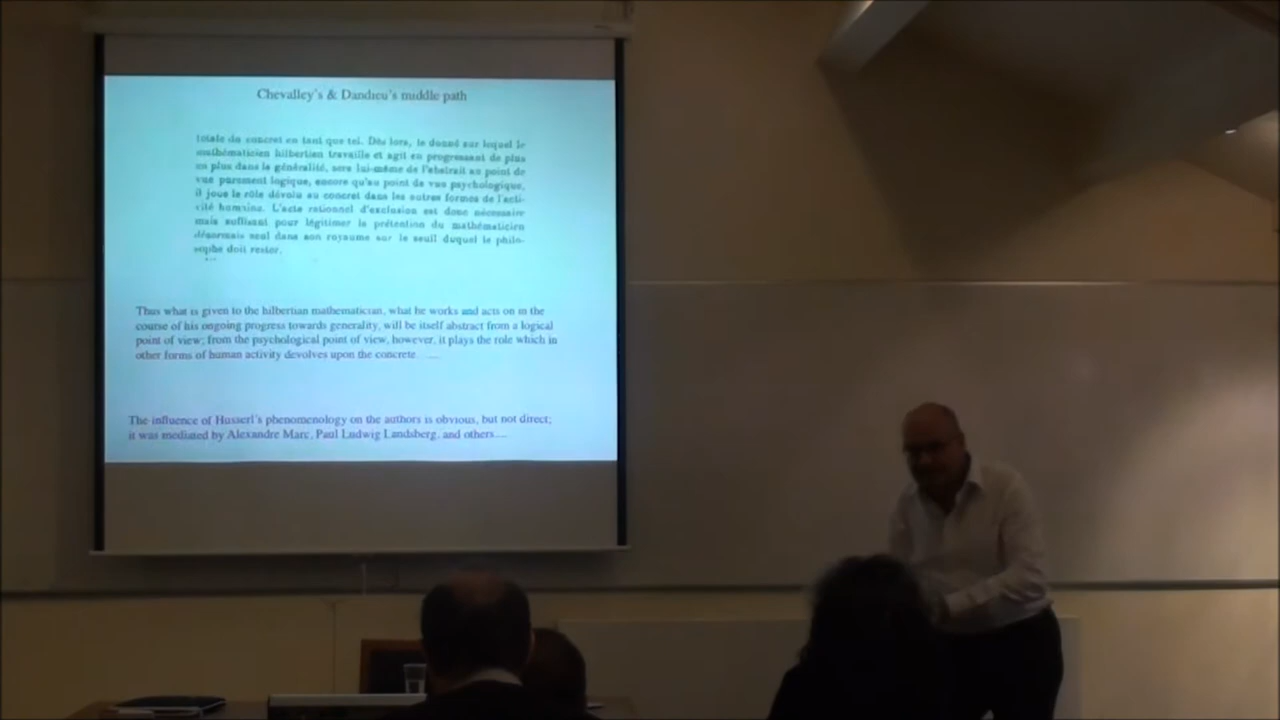 Chevalley's & Dandieu's middle path
totale du concret en tant que tel. Dès lors, le donné sur lequel le
mathématicien hilbertien travaille et agit en progressant de plus
en plus dans la généralité, sera lui-même de l'abstrait au point de
vue purement logique, encore qu'au point de vue psychologique,
il joue le rôle dévolu au concret dans les autres formes de l'acti-
vité humaine. L'acte rationnel d'exclusion est donc nécessaire
mais suffisant pour légitimer la prétention du mathématicien
désormais seul dans son royaume sur le seuil duquel le philo-
sophe doit rester.
Thus what is given to the hilbertian mathematician, what he works and acts on in the
course of his ongoing progress towards generality, will be itself abstract from a logical
point of view; from the psychological point of view, however, it plays the role which in
other forms of human activity devolves upon the concrete......
The influence of Husserl's phenomenology on the authors is obvious, but not direct;
it was mediated by Alexandre Marc, Paul Ludwig Landsberg, and others....